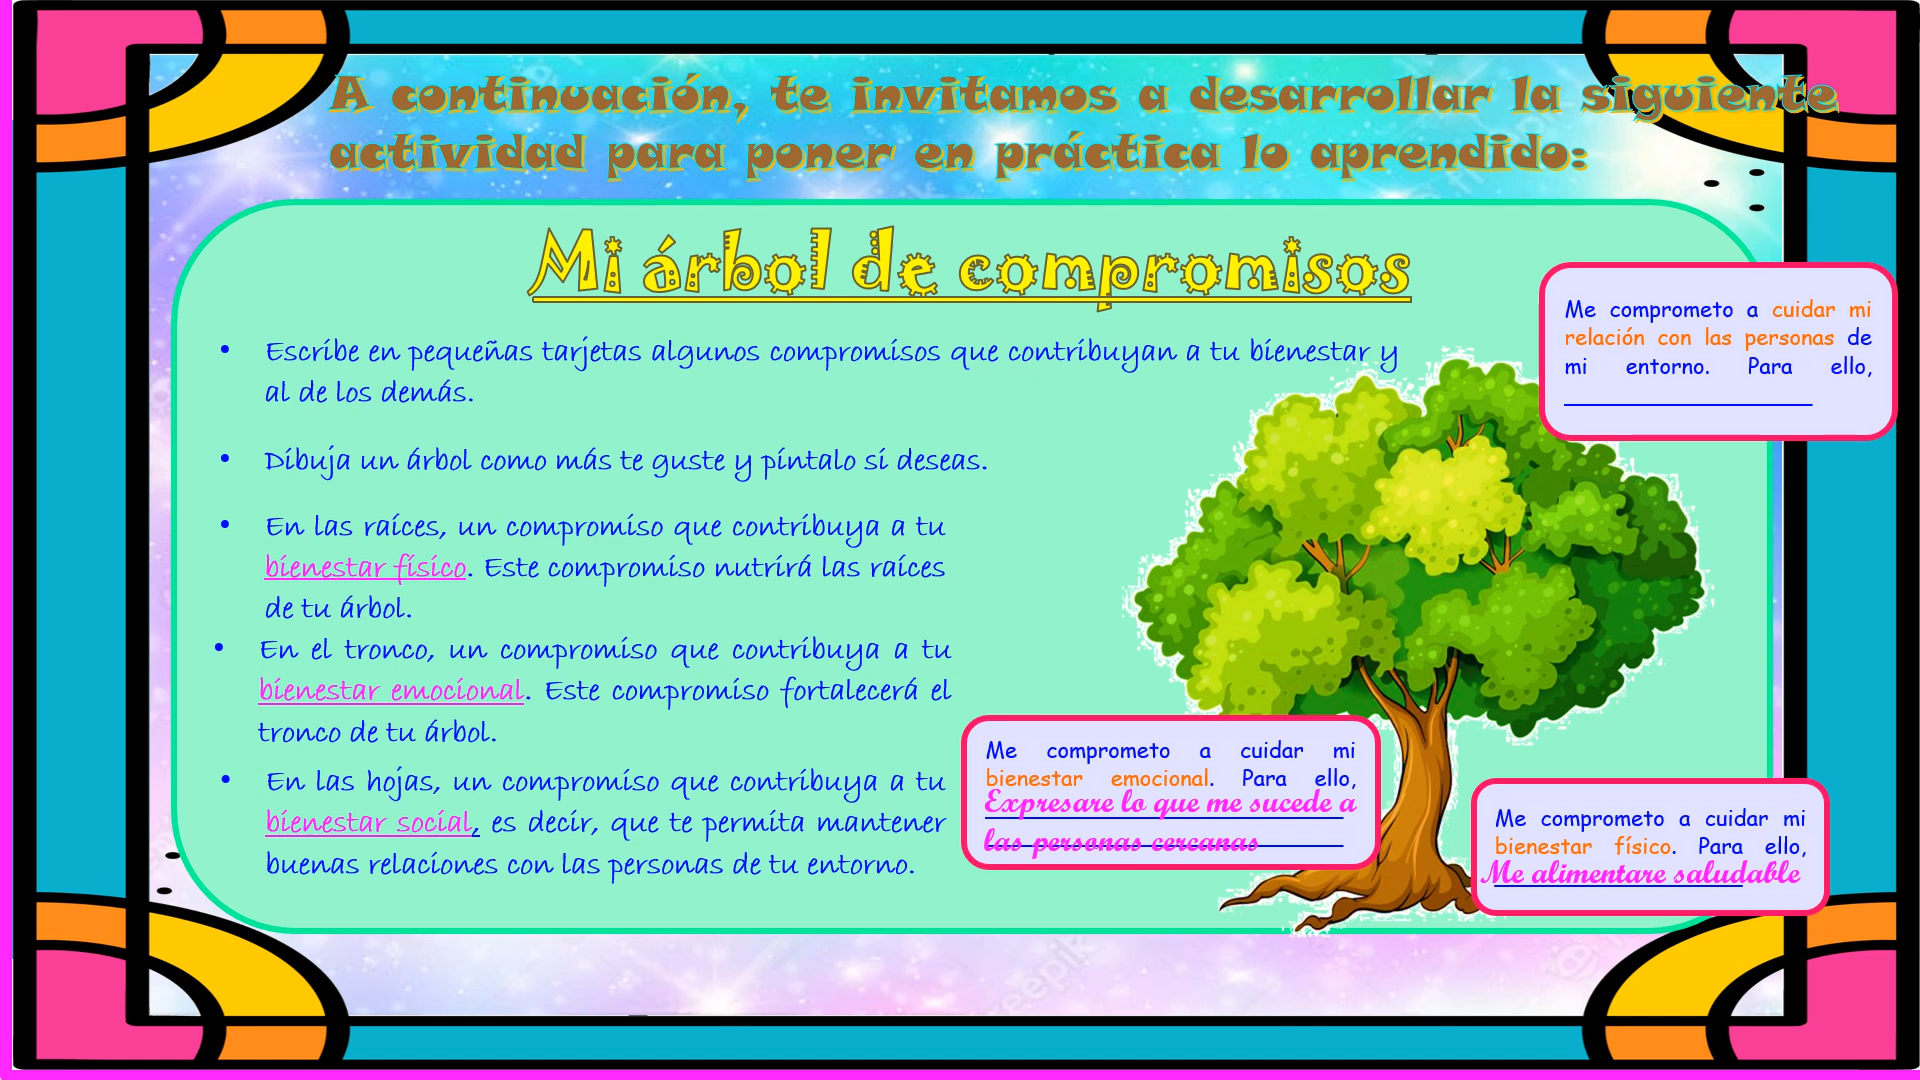 A continuación, te invitamos a desarrollar la siguiente
actividad para poner en práctica lo aprendido:
Mi árbol de compromisos
• Escribe en pequeñas tarjetas algunos compromisos que contribuyan a tu bienestar y
al de los demás.
• Dibuja un árbol como más te guste y píntalo si deseas.
• En las raíces, un compromiso que contribuya a tu
bienestar físico. Este compromiso nutrirá las raíces
de tu árbol.
• En el tronco, un compromiso que contribuya a tu
bienestar emocional. Este compromiso fortalecerá el
tronco de tu árbol.
• En las hojas, un compromiso que contribuya a tu
bienestar social, es decir, que te permita mantener
buenas relaciones con las personas de tu entorno.
Me comprometo a cuidar mi
relación con las personas de
mi entorno. Para ello,
Me comprometo a cuidar mi
bienestar emocional. Para ello,
Expresare lo que me sucede a
las personas cercanas
Me comprometo a cuidar mi
bienestar físico. Para ello,
Me alimentare saludable